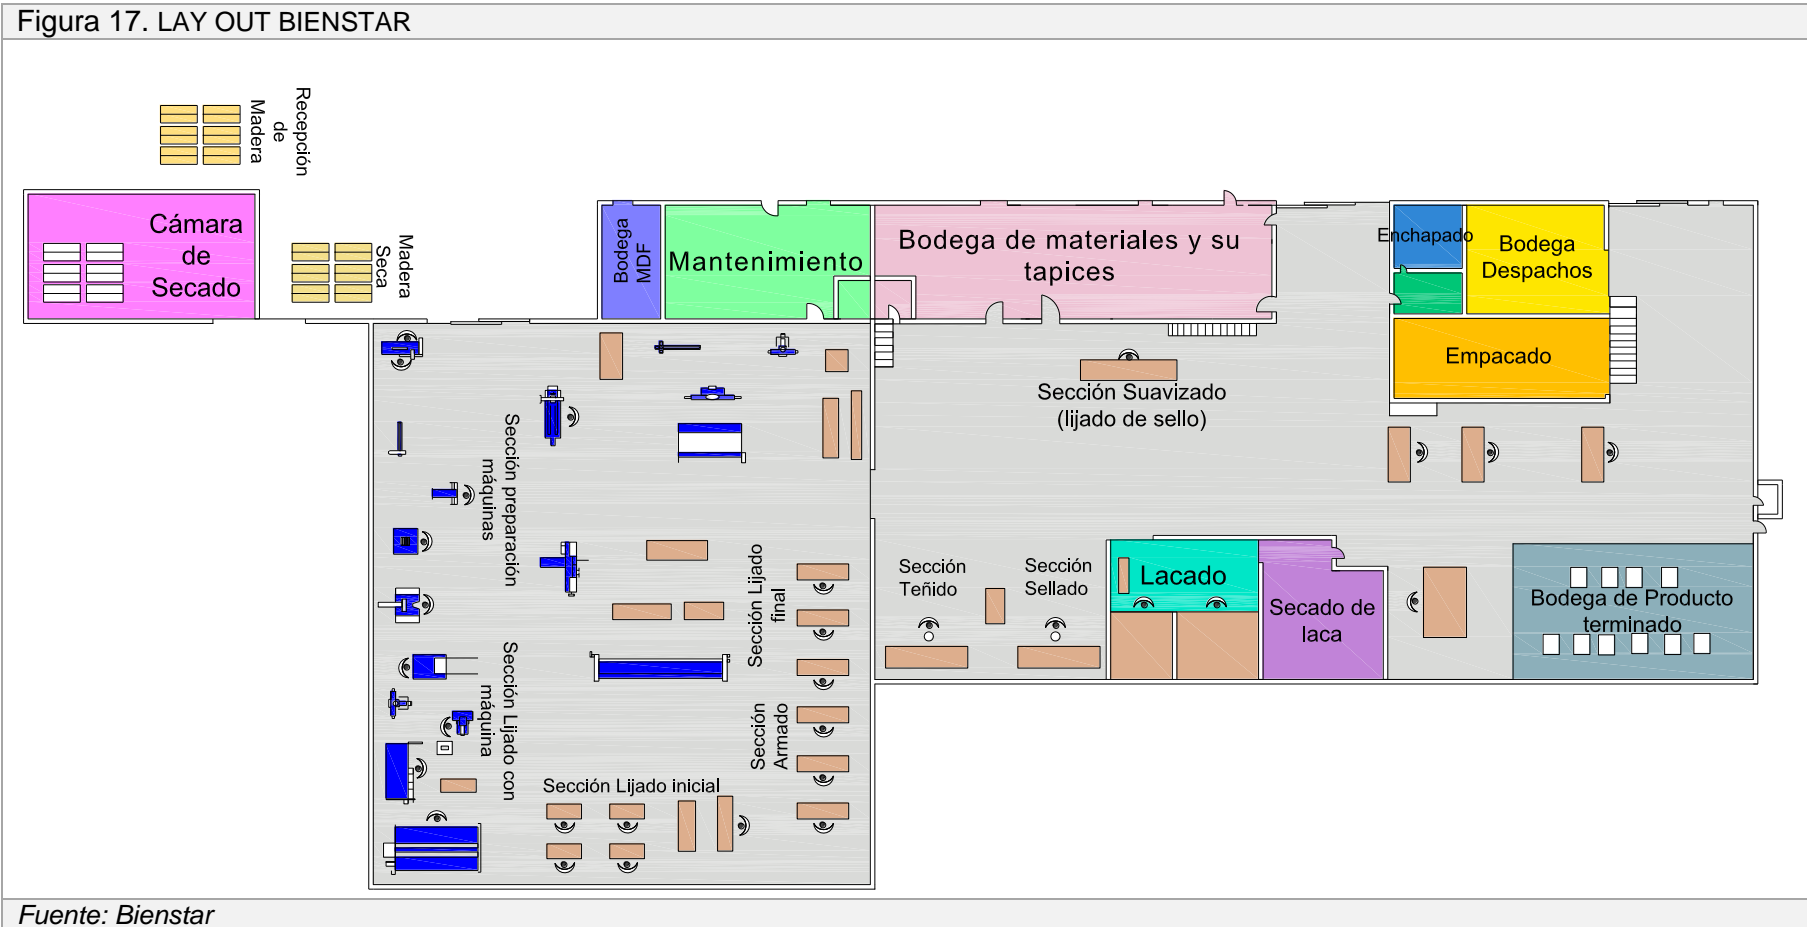 Figura 17. LAY OUT BIENSTAR
Recepción
de
Madera
Cámara
de
Secado
Madera
Seca
Bodega
MDF
Mantenimiento
Bodega de materiales y su
tapices
Enchapado
Bodega
Despachos
Empacado
Sección Suavizado
(lijado de sello)
Sección preparación
máquinas
Sección Lijado
final
Sección
Teñido
Sección
Sellado
Lacado
Secado de
laca
Bodega de Producto
terminado
Sección Lijado con
máquina
Sección
Armado
Sección Lijado inicial
Fuente: Bienstar